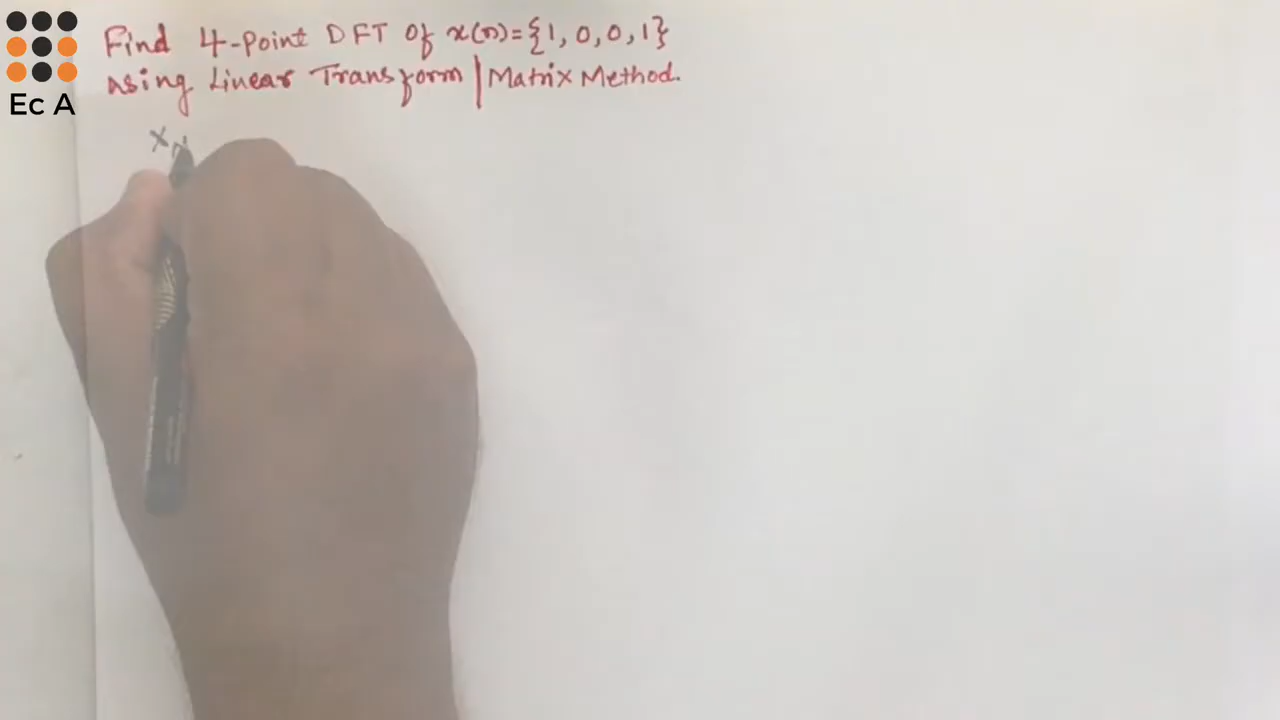 Find 4-Point DFT of x(n)={1, 0, 0, 1}
using Linear Transform | Matrix Method.
Ec A
X N